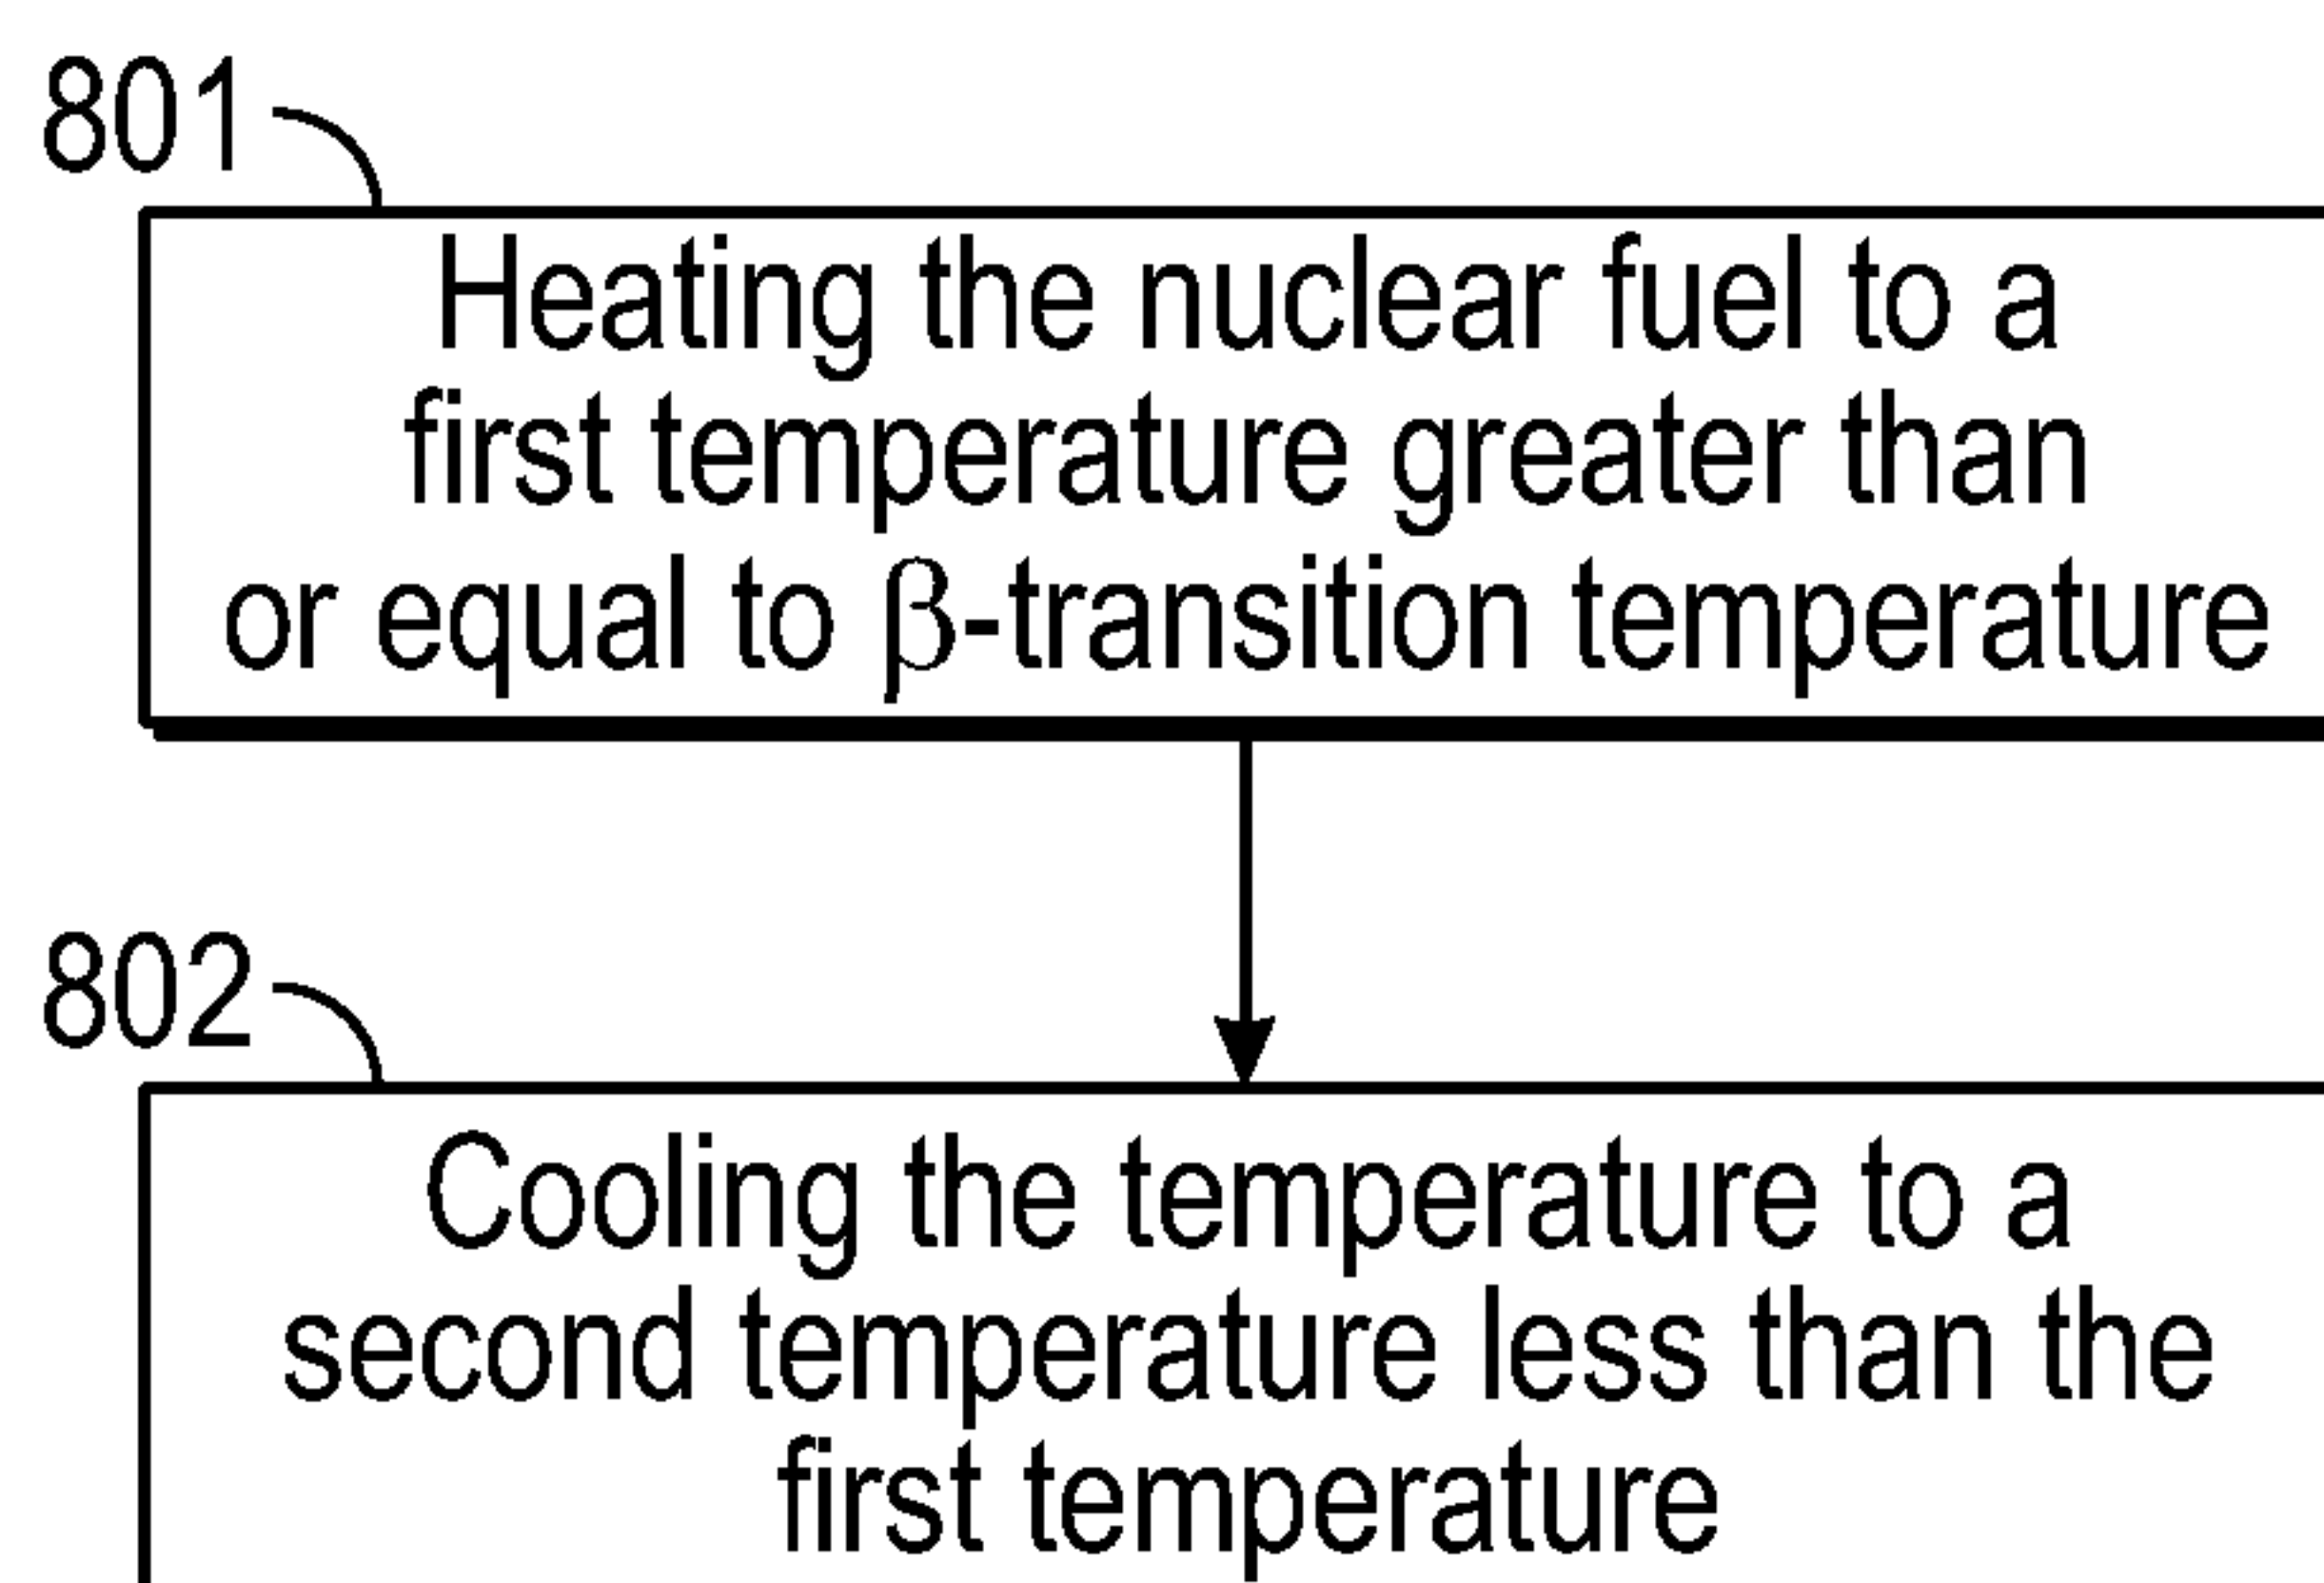 801
Heating the nuclear fuel to a
first temperature greater than
or equal to β-transition temperature
802
Cooling the temperature to a
second temperature less than the
first temperature